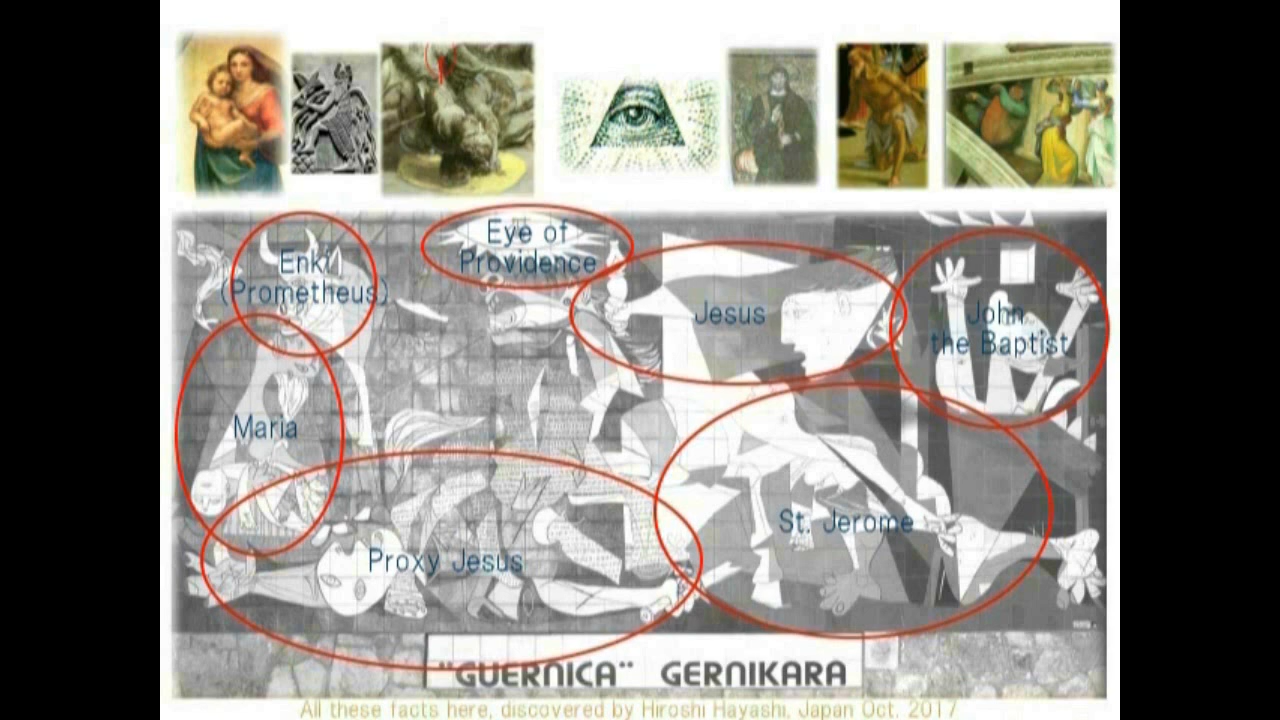 Eye of
Providence
Enki
(Prometheus)
Jesus
John
the Baptist
Maria
St. Jerome
Proxy Jesus
"GUERNICA" GERNIKARA
All these facts here, discovered by Hiroshi Hayashi, Japan Oct. 2017